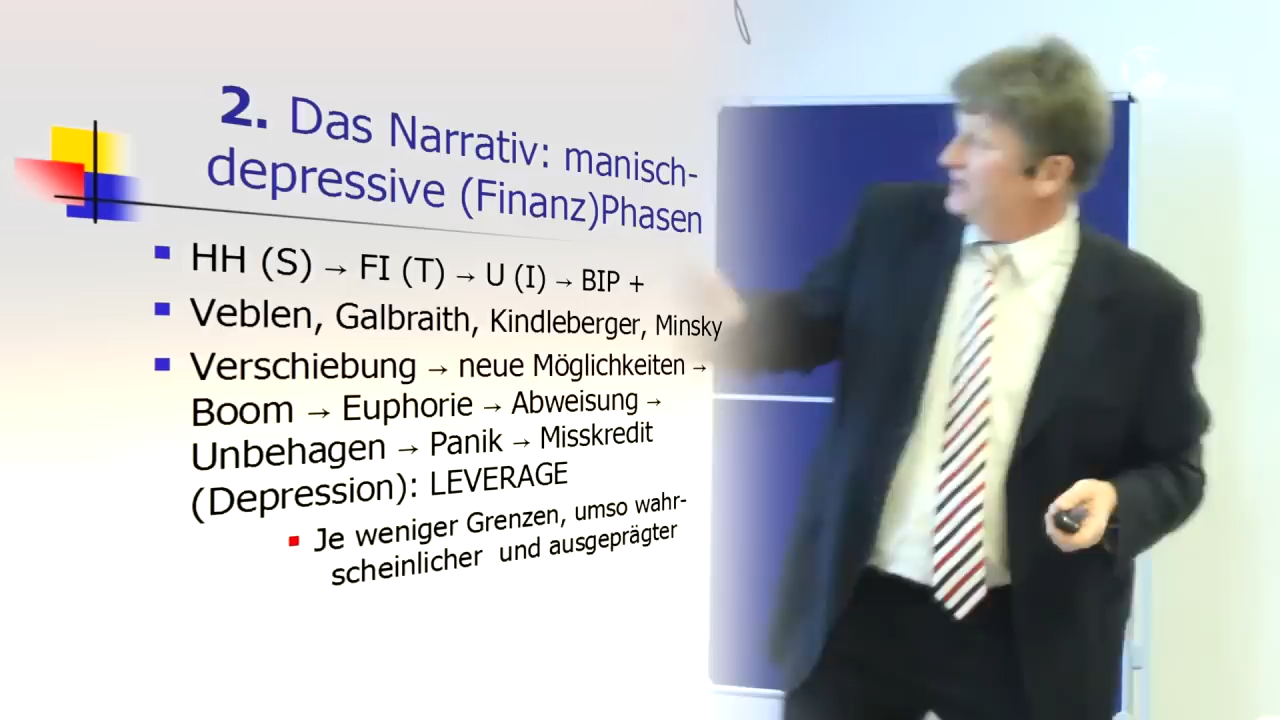 2. Das Narrativ: manisch-
depressive (Finanz)Phasen
HH (S) → FI (T) → U (I) → BIP +
Veblen, Galbraith, Kindleberger, Minsky
Verschiebung → neue Möglichkeiten →
Boom → Euphorie → Abweisung →
Unbehagen → Panik → Misskredit
(Depression): LEVERAGE
Je weniger Grenzen, umso wahr-
scheinlicher und ausgeprägter